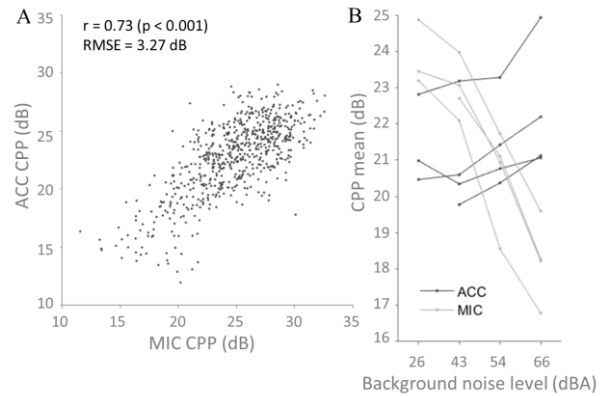 A
r = 0.73 (p < 0.001)
RMSE = 3.27 dB
35
30
25
20
15
10
ACC CPP (dB)
10 15 20 25 30 35
MIC CPP (dB)
B
25
24
23
22
21
20
19
18
17
16
CPP mean (dB)
ACC
MIC
26 43 54 66
Background noise level (dBA)